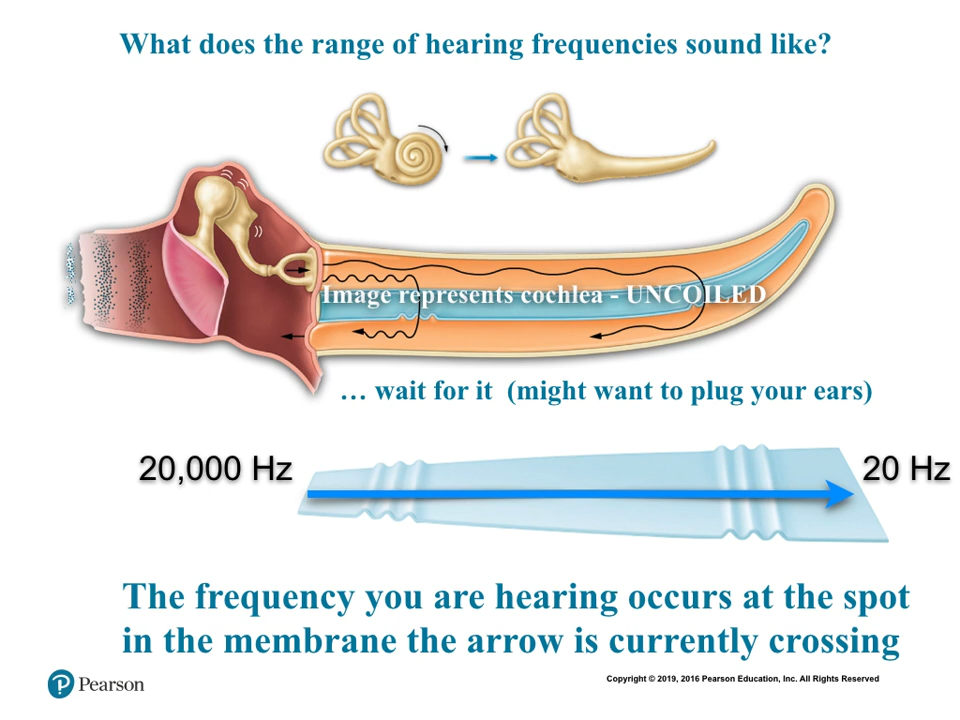 What does the range of hearing frequencies sound like?
Image represents cochlea - UNCOILED
… wait for it (might want to plug your ears)
20,000 Hz
20 Hz
The frequency you are hearing occurs at the spot
in the membrane the arrow is currently crossing
Pearson
Copyright © 2019, 2016 Pearson Education, Inc. All Rights Reserved